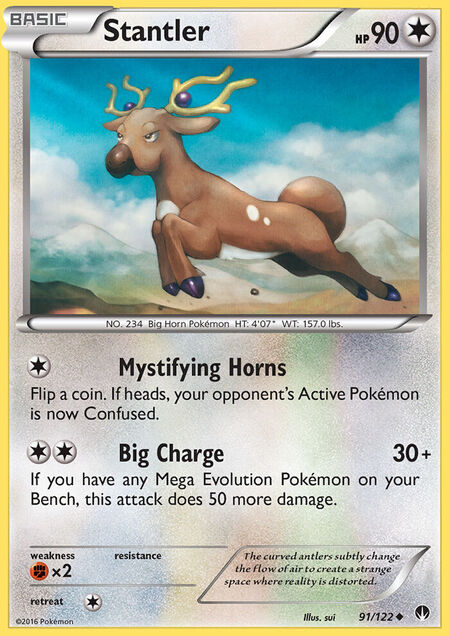 BASIC
Stantler
HP 90
NO. 234 Big Horn Pokémon HT: 4'07" WT: 157.0 lbs.
Mystifying Horns
Flip a coin. If heads, your opponent's Active Pokémon
is now Confused.
Big Charge 30+
If you have any Mega Evolution Pokémon on your
Bench, this attack does 50 more damage.
weakness resistance
×2
retreat
The curved antlers subtly change
the flow of air to create a strange
space where reality is distorted.
©2016 Pokémon
Illus. sui 91/122